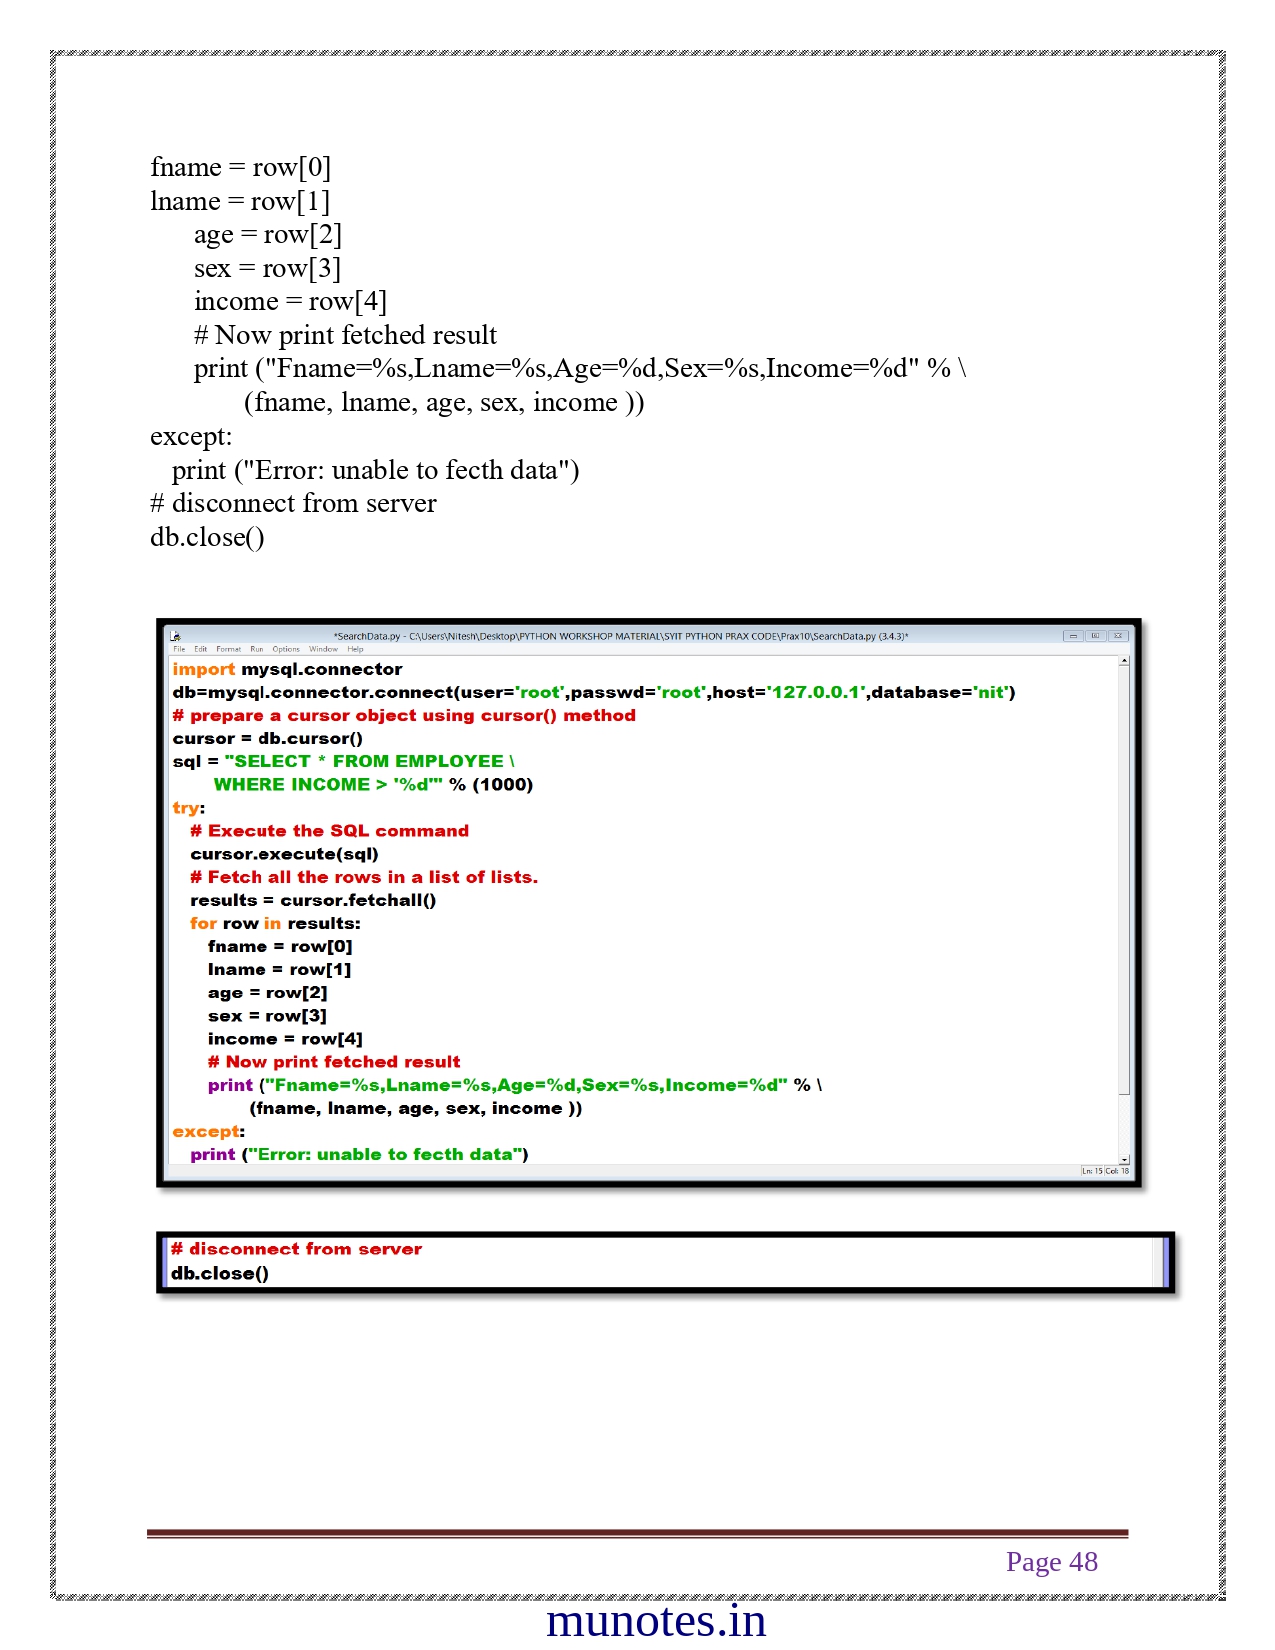 fname = row[0]
lname = row[1]
age = row[2]
sex = row[3]
income = row[4]
# Now print fetched result
print ("Fname=%s,Lname=%s,Age=%d,Sex=%s,Income=%d" % \
(fname, lname, age, sex, income ))
except:
print ("Error: unable to fecth data")
# disconnect from server
db.close()
*SearchData.py - C:\Users\Nitesh\Desktop\PYTHON WORKSHOP MATERIAL\SYIT PYTHON PRAX CODE\Prax10\SearchData.py (3.4.3)*
File Edit Format Run Options Window Help
import mysql.connector
db=mysql.connector.connect(user='root',passwd='root',host='127.0.0.1',database='nit')
# prepare a cursor object using cursor() method
cursor = db.cursor()
sql = "SELECT * FROM EMPLOYEE \
WHERE INCOME > '%d'" % (1000)
try:
# Execute the SQL command
cursor.execute(sql)
# Fetch all the rows in a list of lists.
results = cursor.fetchall()
for row in results:
fname = row[0]
lname = row[1]
age = row[2]
sex = row[3]
income = row[4]
# Now print fetched result
print ("Fname=%s,Lname=%s,Age=%d,Sex=%s,Income=%d" % \
(fname, lname, age, sex, income ))
except:
print ("Error: unable to fecth data")
Ln: 15 Col: 18
# disconnect from server
db.close()
Page 48
munotes.in